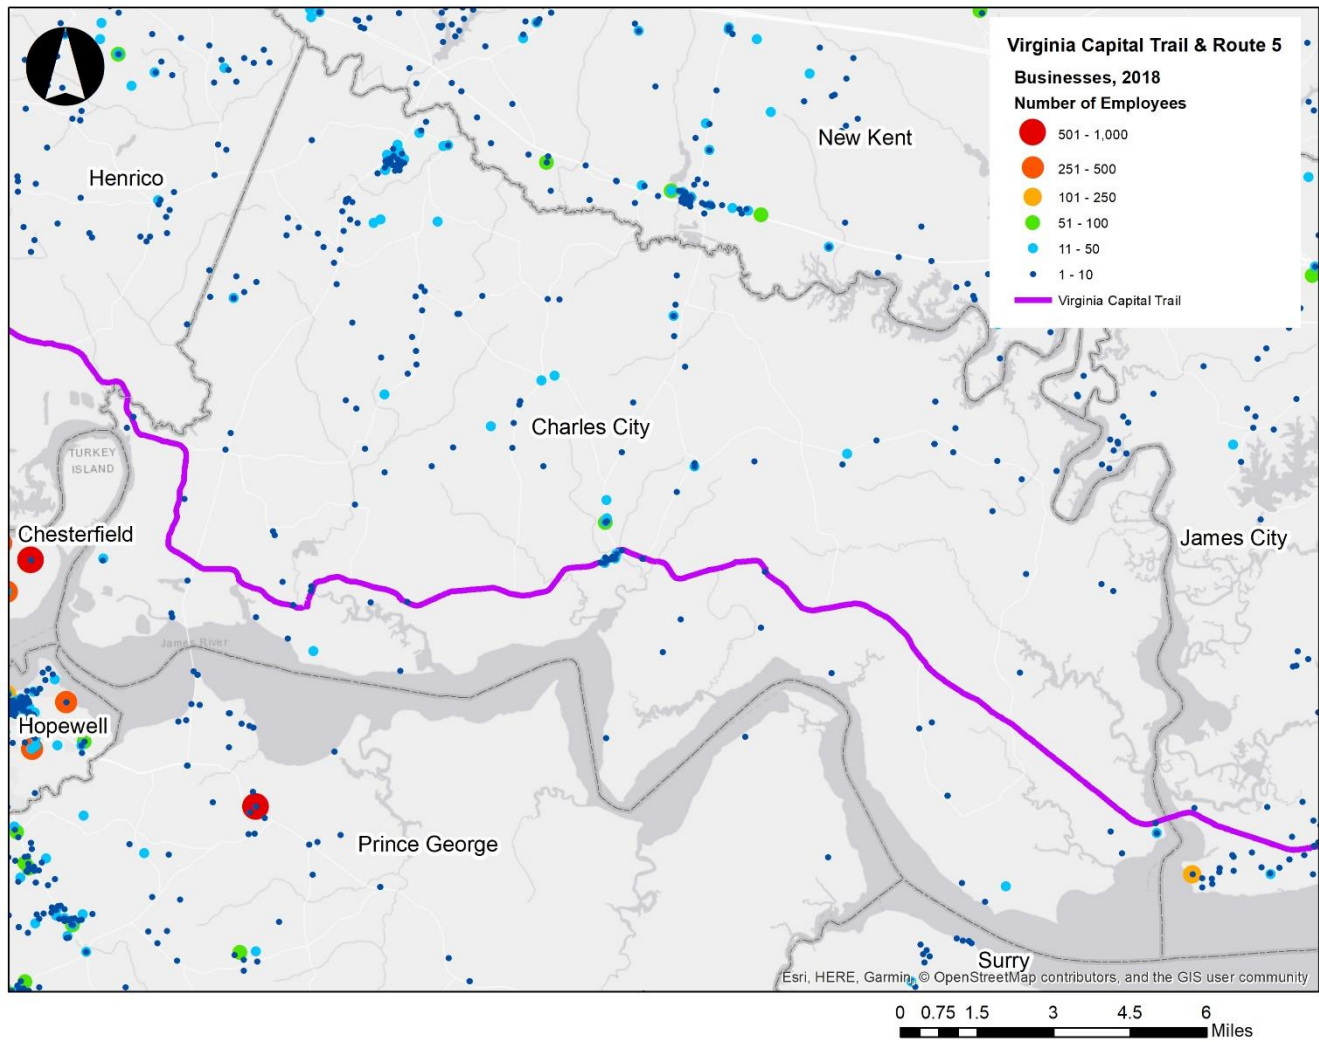 Virginia Capital Trail & Route 5
Businesses, 2018
Number of Employees
501 - 1,000
251 - 500
101 - 250
51 - 100
11 - 50
1 - 10
Virginia Capital Trail
New Kent
Henrico
Charles City
TURKEY
ISLAND
Chesterfield
James City
James River
Hopewell
Prince George
Surry
Esri, HERE, Garmin, © OpenStreetMap contributors, and the GIS user community
0 0.75 1.5 3 4.5 6
Miles